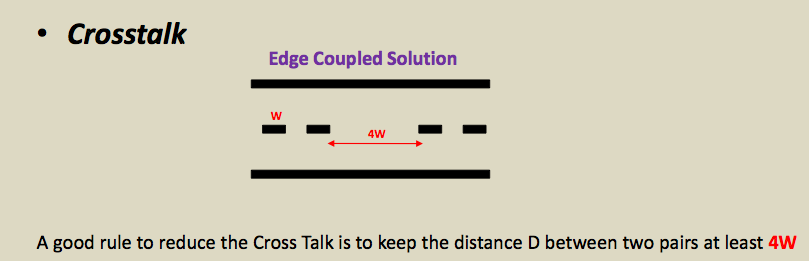 • Crosstalk
Edge Coupled Solution
W
4W
A good rule to reduce the Cross Talk is to keep the distance D between two pairs at least 4W